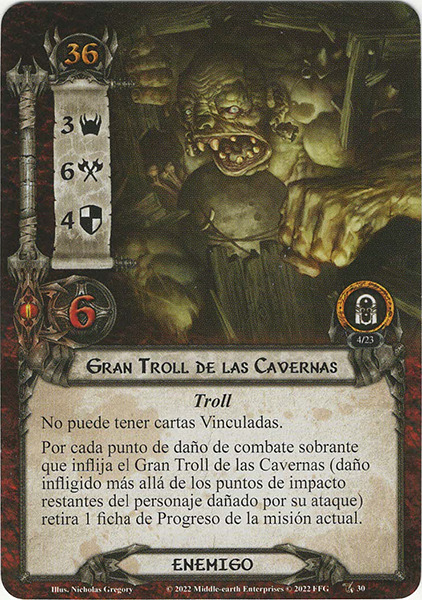 36
3
6
4
6
4/23
Gran Troll de las Cavernas
Troll
No puede tener cartas Vinculadas.
Por cada punto de daño de combate sobrante
que inflija el Gran Troll de las Cavernas (daño
infligido más allá de los puntos de impacto
restantes del personaje dañado por su ataque)
retira 1 ficha de Progreso de la misión actual.
ENEMIGO
Illus. Nicholas Gregory © 2022 Middle-earth Enterprises © 2022 FFG 30